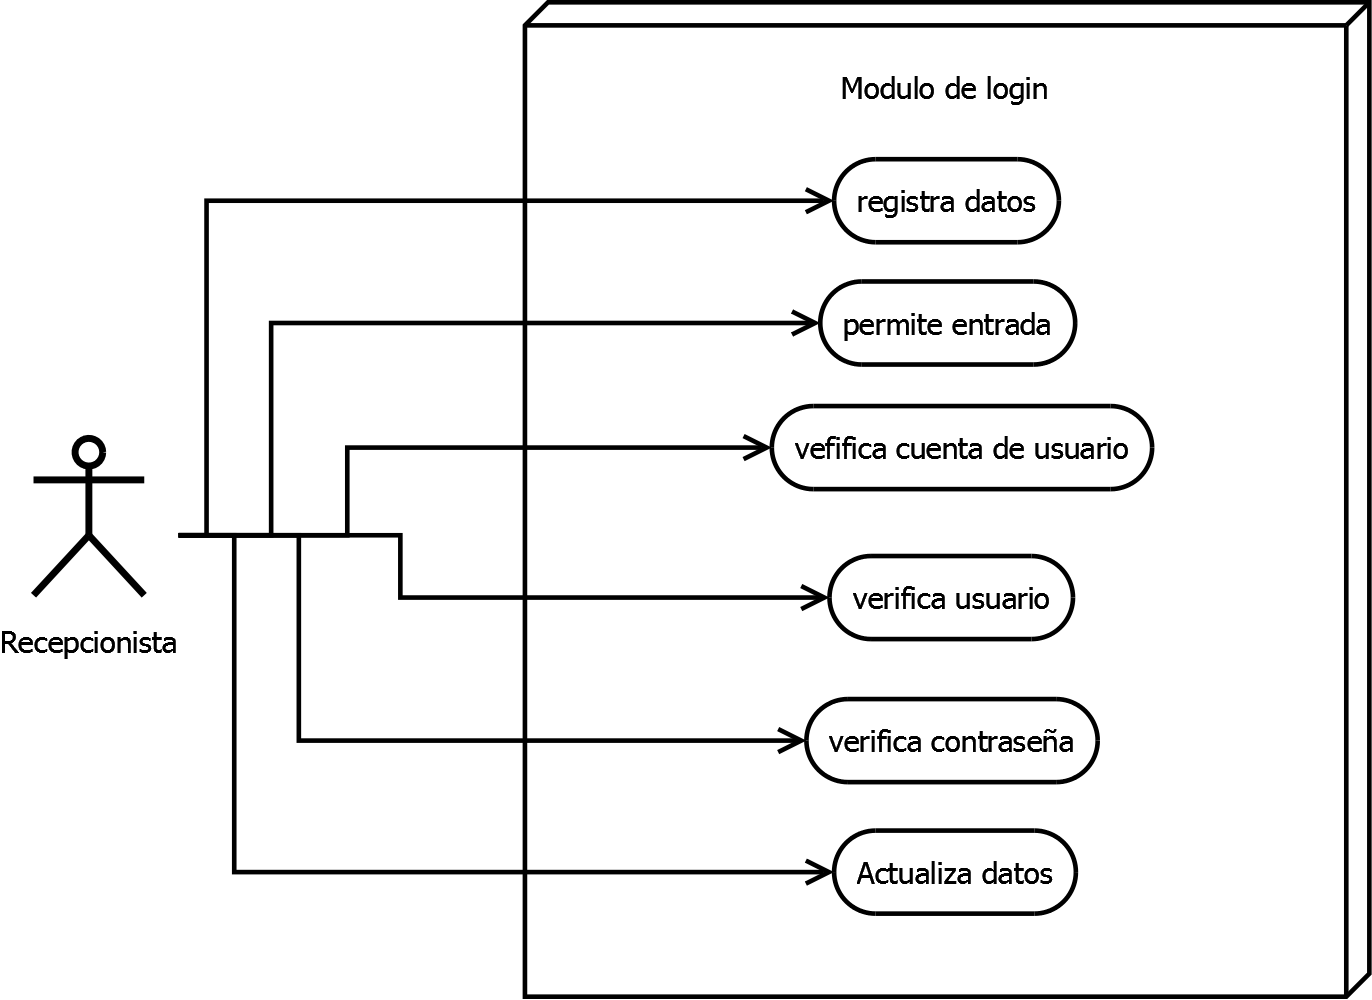 Modulo de login
registra datos
permite entrada
vefifica cuenta de usuario
verifica usuario
Recepcionista
verifica contraseña
Actualiza datos